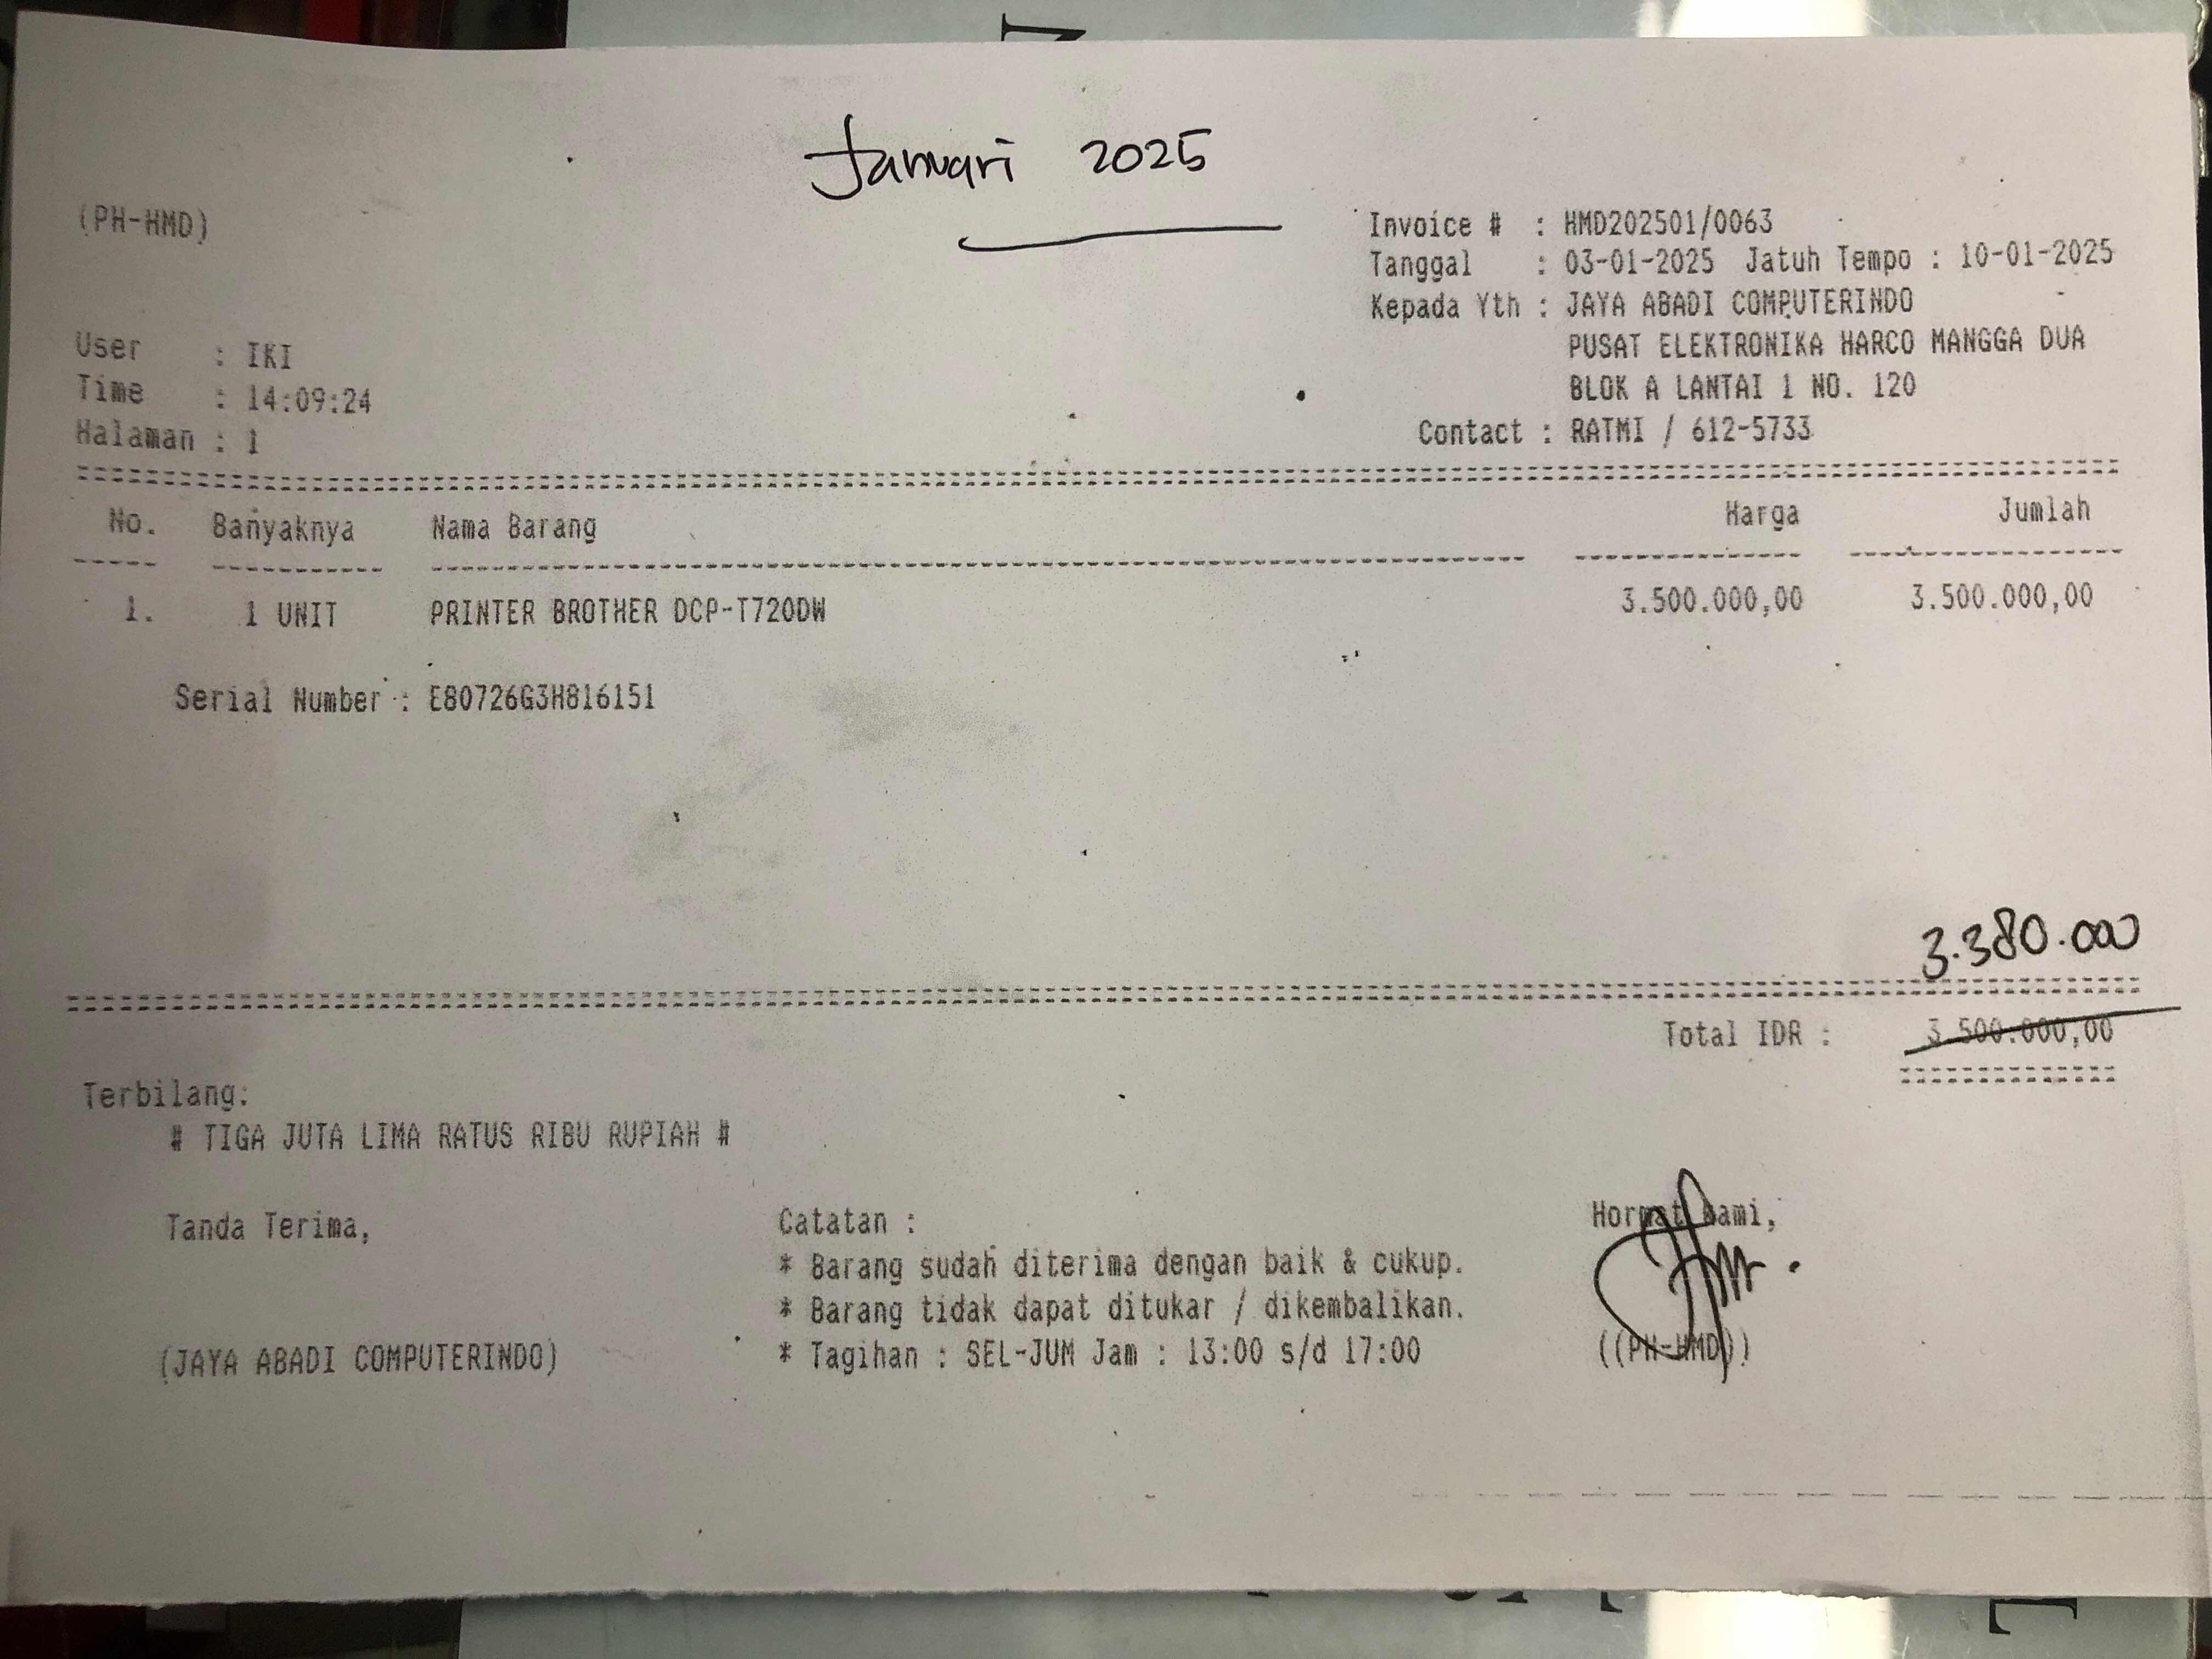 Januari 2025
(PH-HMD)
Invoice # : HMD202501/0063
Tanggal : 03-01-2025 Jatuh Tempo : 10-01-2025
Kepada Yth : JAYA ABADI COMPUTERINDO
PUSAT ELEKTRONIKA HARCO MANGGA DUA
BLOK A LANTAI 1 NO. 120
Contact : RATMI / 612-5733
User : IKI
Time : 14:09:24
Halaman : 1
No. Banyaknya Nama Barang Harga Jumlah
1. 1 UNIT PRINTER BROTHER DCP-T720DW 3.500.000,00 3.500.000,00
Serial Number : E80726G3H816151
3.380.000
Total IDR : 3.500.000,00
Terbilang:
# TIGA JUTA LIMA RATUS RIBU RUPIAH #
Tanda Terima,
(JAYA ABADI COMPUTERINDO)
Catatan :
* Barang sudah diterima dengan baik & cukup.
* Barang tidak dapat ditukar / dikembalikan.
* Tagihan : SEL-JUM Jam : 13:00 s/d 17:00
Hormat Kami,
((PH-HMD))